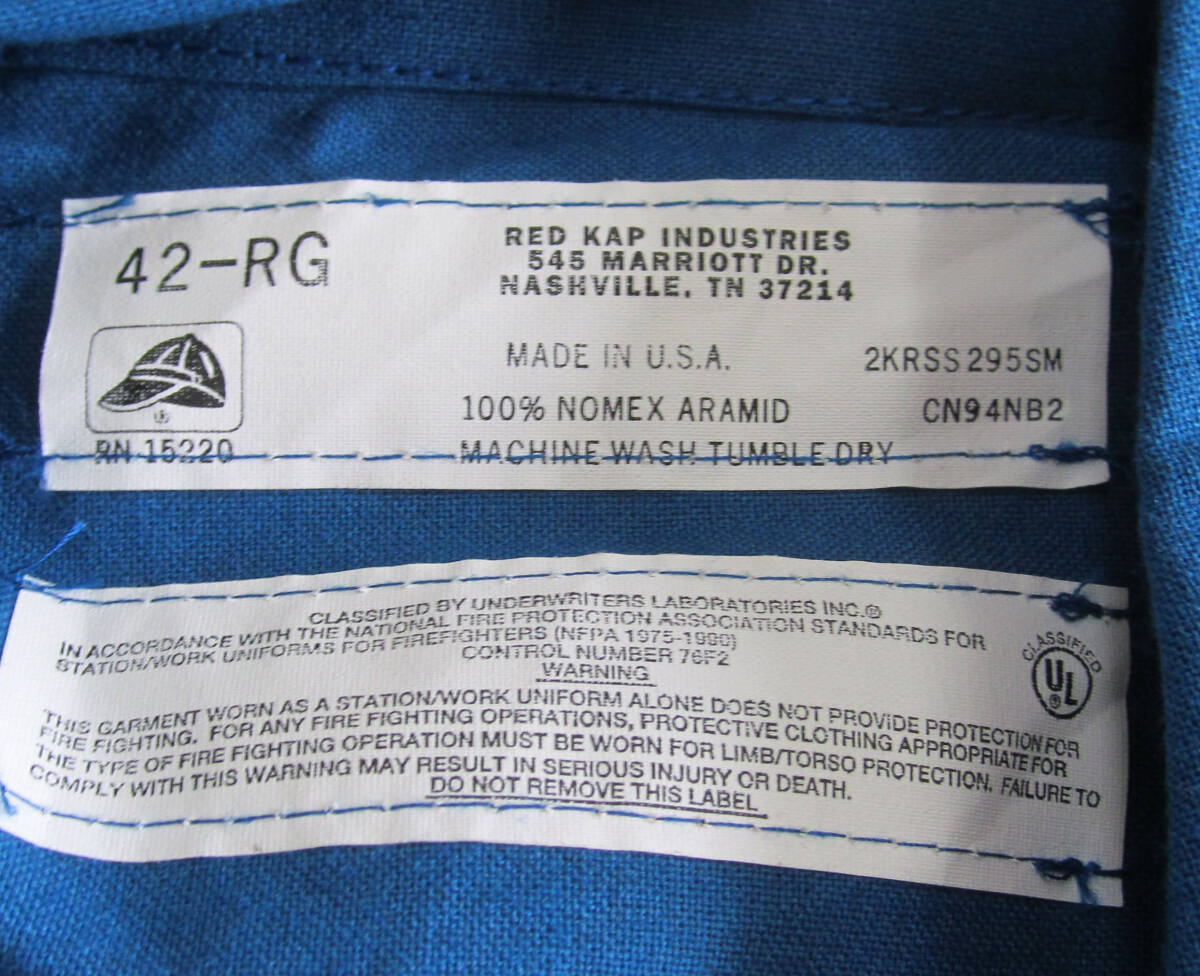 42-RG
RED KAP INDUSTRIES
545 MARRIOTT DR.
NASHVILLE, TN 37214
MADE IN U.S.A.
2KRSS295SM
100% NOMEX ARAMID
CN94NB2
RN 15220
MACHINE WASH TUMBLE DRY
CLASSIFIED BY UNDERWRITERS LABORATORIES INC.®
IN ACCORDANCE WITH THE NATIONAL FIRE PROTECTION ASSOCIATION STANDARDS FOR
STATION/WORK UNIFORMS FOR FIREFIGHTERS (NFPA 1975-1990)
CONTROL NUMBER 76F2
WARNING
CLASSIFIED
UL
®
THIS GARMENT WORN AS A STATION/WORK UNIFORM ALONE DOES NOT PROVIDE PROTECTION FOR
FIRE FIGHTING. FOR ANY FIRE FIGHTING OPERATIONS, PROTECTIVE CLOTHING APPROPRIATE FOR
THE TYPE OF FIRE FIGHTING OPERATION MUST BE WORN FOR LIMB/TORSO PROTECTION. FAILURE TO
COMPLY WITH THIS WARNING MAY RESULT IN SERIOUS INJURY OR DEATH.
DO NOT REMOVE THIS LABEL